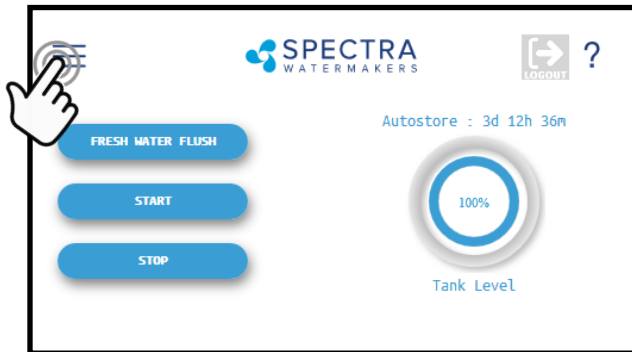 SPECTRA
WATERMAKERS
LOGOUT
?
Autostore : 3d 12h 36m
FRESH WATER FLUSH
START
100%
STOP
Tank Level